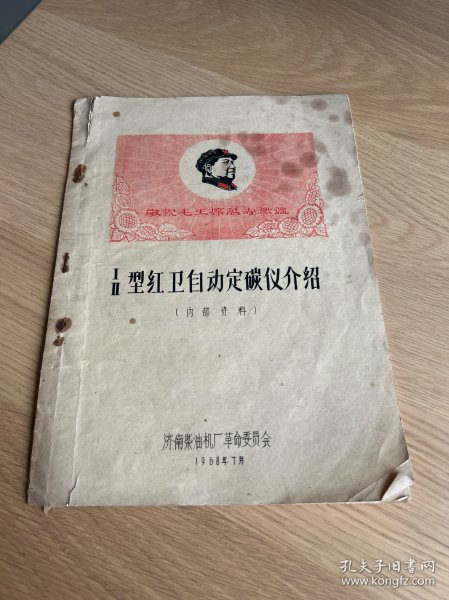 敬祝毛主席万寿无疆
I
II 型红卫自动定碳仪介绍
(内部资料)
济南柴油机厂革命委员会
1968年7月
孔夫子旧书网
www.kongfz.com